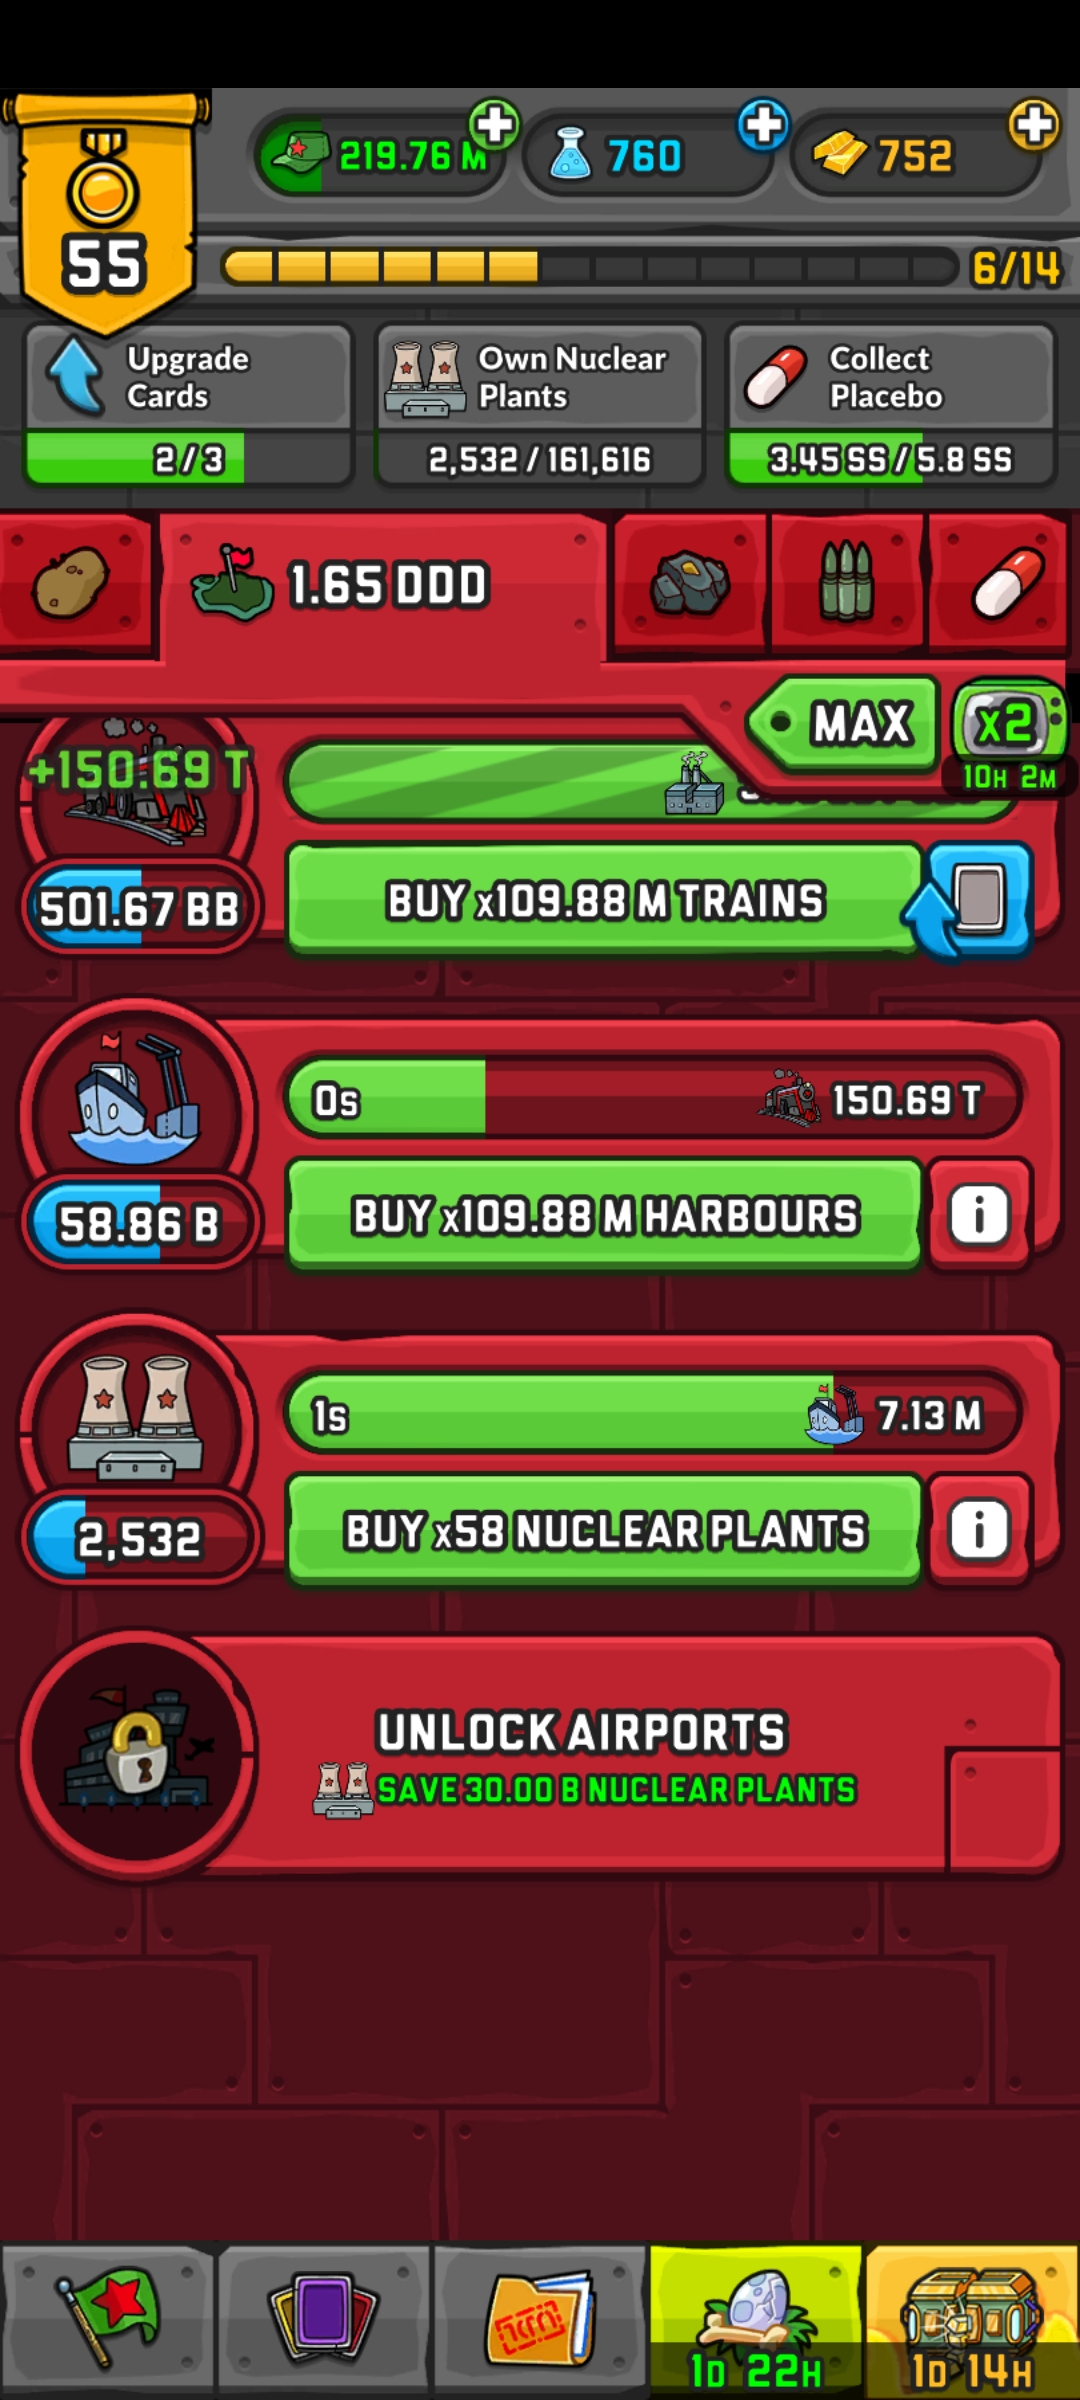 219.76 M
760
752
55
6/14
Upgrade
Cards
2/3
Own Nuclear
Plants
2,532/161,616
Collect
Placebo
3.45 SS/5.8 SS
1.65 DDD
MAX
x2
10H 2M
+150.69 T
501.67 BB
BUY x109.88 M TRAINS
0s
150.69 T
58.86 B
BUY x109.88 M HARBOURS
i
1s
7.13 M
2,532
BUY x58 NUCLEAR PLANTS
i
UNLOCK AIRPORTS
SAVE 30.00 B NUCLEAR PLANTS
1D 22H
1D 14H